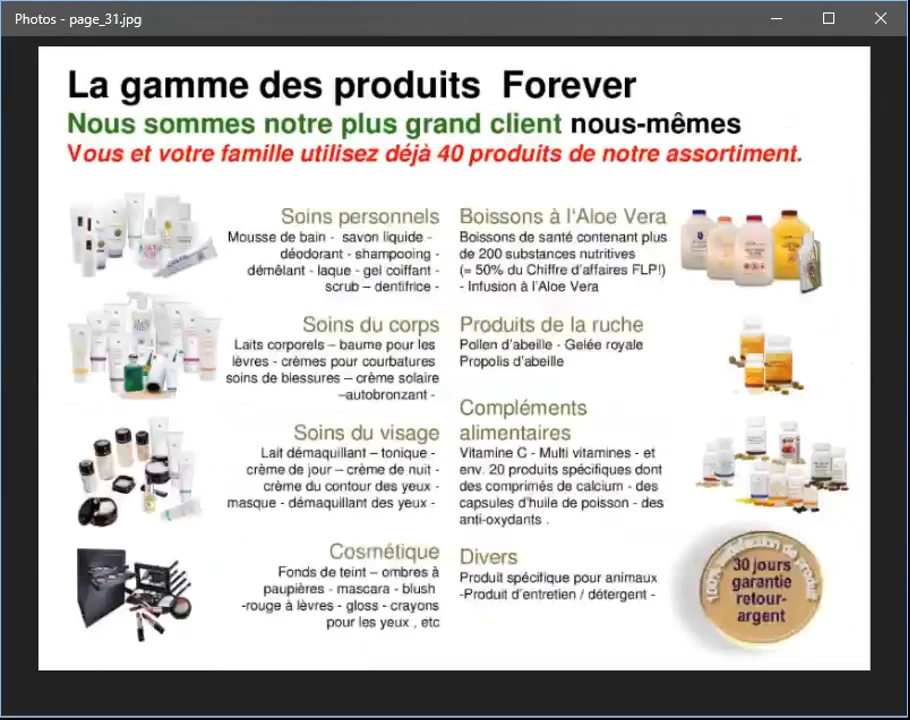 Photos - page_31.jpg
La gamme des produits Forever
Nous sommes notre plus grand client nous-mêmes
Vous et votre famille utilisez déjà 40 produits de notre assortiment.
Soins personnels
Mousse de bain - savon liquide -
déodorant - shampooing -
démêlant - laque - gel coiffant -
scrub – dentifrice -
Soins du corps
Laits corporels – baume pour les
lèvres - crèmes pour courbatures
soins de blessures – crème solaire
–autobronzant -
Soins du visage
Lait démaquillant – tonique -
crème de jour – crème de nuit -
crème du contour des yeux -
masque - démaquillant des yeux -
Cosmétique
Fonds de teint – ombres à
paupières - mascara - blush
-rouge à lèvres - gloss - crayons
pour les yeux , etc
Boissons à l'Aloe Vera
Boissons de santé contenant plus
de 200 substances nutritives
(= 50% du Chiffre d'affaires FLP!)
- Infusion à l'Aloe Vera
Produits de la ruche
Pollen d'abeille - Gelée royale
Propolis d'abeille
Compléments
alimentaires
Vitamine C - Multi vitamines - et
env. 20 produits spécifiques dont
des comprimés de calcium - des
capsules d'huile de poisson - des
anti-oxydants .
Divers
Produit spécifique pour animaux
-Produit d'entretien / détergent -
30 jours
garantie
retour-
argent